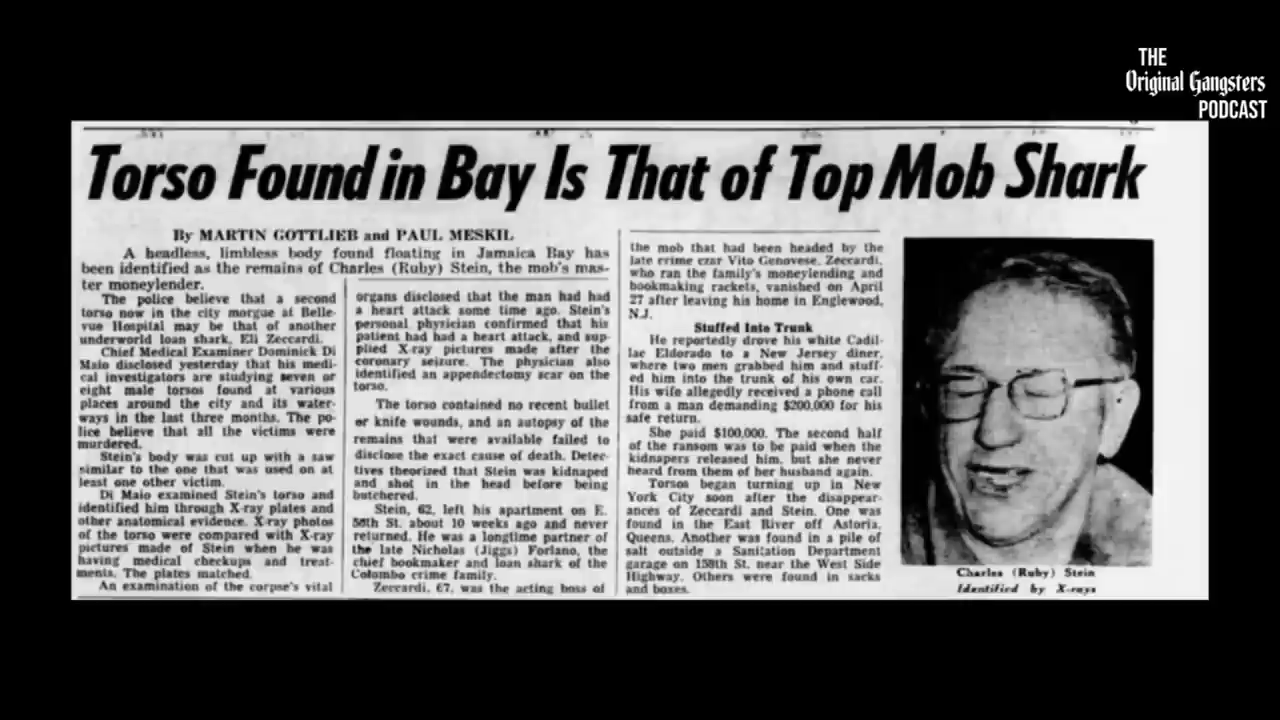 THE
Original Gangsters
PODCAST
Torso Found in Bay Is That of Top Mob Shark
By MARTIN GOTTLIEB and PAUL MESKIL
A headless, limbless body found floating in Jamaica Bay has
been identified as the remains of Charles (Ruby) Stein, the mob's mas-
ter moneylender.
The police believe that a second
torso now in the city morgue at Belle-
vue Hospital may be that of another
underworld loan shark, Eli Zeccardi.
Chief Medical Examiner Dominick Di
Maio disclosed yesterday that his medi-
cal investigators are studying seven or
eight male torsos found at various
places around the city and its water-
ways in the last three months. The po-
lice believe that all the victims were
murdered.
Stein's body was cut up with a saw
similar to the one that was used on at
least one other victim.
Di Maio examined Stein's torso and
identified him through X-ray plates and
other anatomical evidence. X-ray photos
of the torso were compared with X-ray
pictures made of Stein when he was
having medical checkups and treat-
ments. The plates matched.
An examination of the corpse's vital
organs disclosed that the man had had
a heart attack some time ago. Stein's
personal physician confirmed that his
patient had had a heart attack, and sup-
plied X-ray pictures made after the
coronary seizure. The physician also
identified an appendectomy scar on the
torso.
The torso contained no recent bullet
or knife wounds, and an autopsy of the
remains that were available failed to
disclose the exact cause of death. Detec-
tives theorized that Stein was kidnaped
and shot in the head before being
butchered.
Stein, 62, left his apartment on E.
58th St. about 10 weeks ago and never
returned. He was a longtime partner of
the late Nicholas (Jiggs) Forlano, the
chief bookmaker and loan shark of the
Colombo crime family.
Zeccardi, 67, was the acting boss of
the mob that had been headed by the
late crime czar Vito Genovese. Zeccardi,
who ran the family's moneylending and
bookmaking rackets, vanished on April
27 after leaving his home in Englewood,
N.J.
Stuffed Into Trunk
He reportedly drove his white Cadil-
lac Eldorado to a New Jersey diner,
where two men grabbed him and stuff-
ed him into the trunk of his own car.
His wife allegedly received a phone call
from a man demanding $200,000 for his
safe return.
She paid $100,000. The second half
of the ransom was to be paid when the
kidnapers released him, but she never
heard from them of her husband again.
Torsos began turning up in New
York City soon after the disappear-
ances of Zeccardi and Stein. One was
found in the East River off Astoria,
Queens. Another was found in a pile of
salt outside a Sanitation Department
garage on 158th St. near the West Side
Highway. Others were found in sacks
and boxes.
Charles (Ruby) Stein
Identified by X-rays